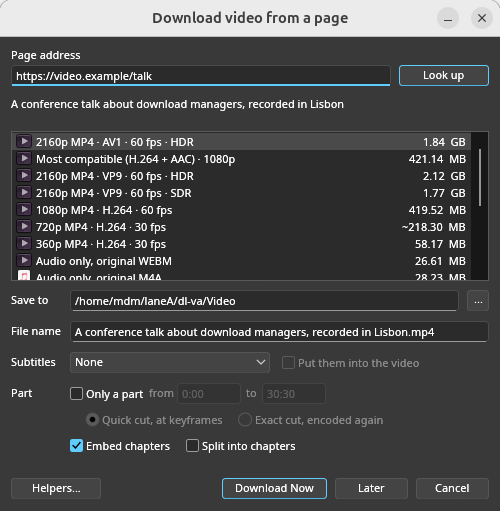 Download video from a page
Page address
https://video.example/talk
Look up
A conference talk about download managers, recorded in Lisbon
2160p MP4 · AV1 · 60 fps · HDR 1.84 GB
Most compatible (H.264 + AAC) · 1080p 421.14 MB
2160p MP4 · VP9 · 60 fps · HDR 2.12 GB
2160p MP4 · VP9 · 60 fps · SDR 1.77 GB
1080p MP4 · H.264 · 60 fps 419.52 MB
720p MP4 · H.264 · 30 fps ~218.30 MB
360p MP4 · H.264 · 30 fps 58.17 MB
Audio only, original WEBM 26.61 MB
Audio only, original M4A 28.23 MB
Save to /home/mdm/laneA/dl-va/Video ...
File name A conference talk about download managers, recorded in Lisbon.mp4
Subtitles None Put them into the video
Part Only a part from 0:00 to 30:30
Quick cut, at keyframes Exact cut, encoded again
Embed chapters Split into chapters
Helpers... Download Now Later Cancel